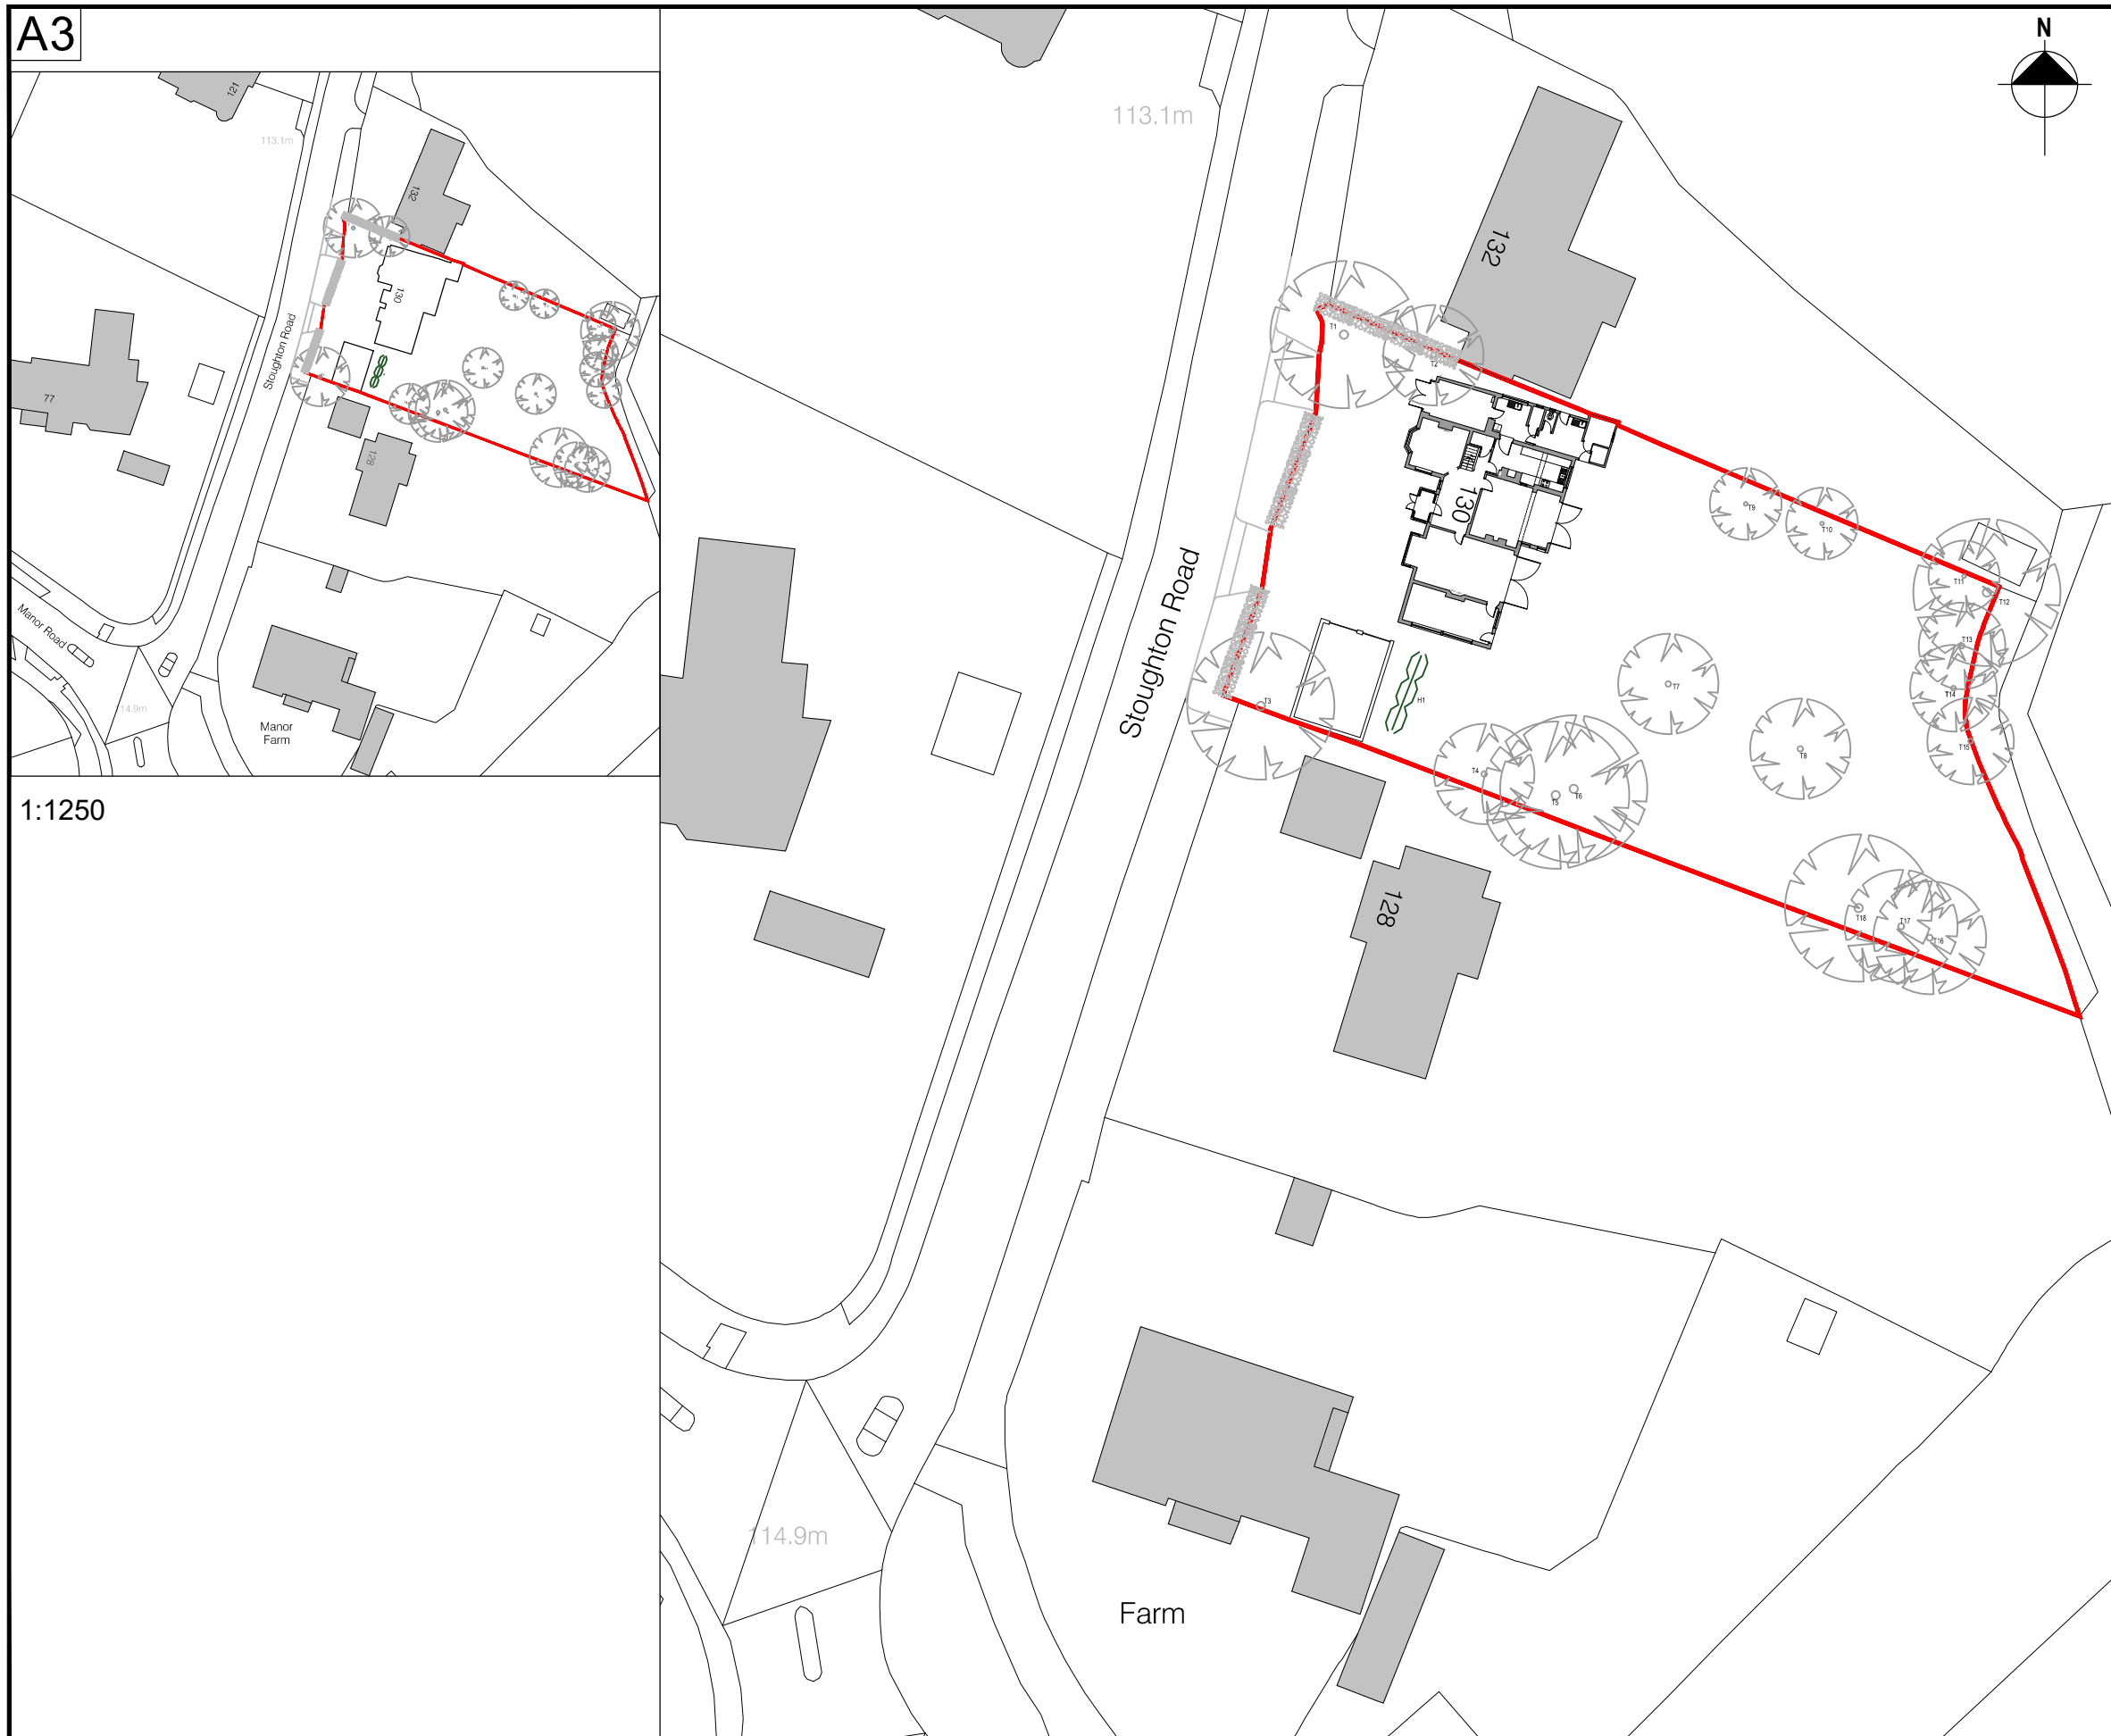 A3
121
113.1m
132
130
Stoughton Road
77
128
Manor Road
114.9m
Manor
Farm
1:1250
N
113.1m
132
T1
T2
130
T9
T10
T11
T12
T13
T14
T15
Stoughton Road
T3
H1
T7
T8
T4
T5
T6
128
T18
T17
T16
114.9m
Farm